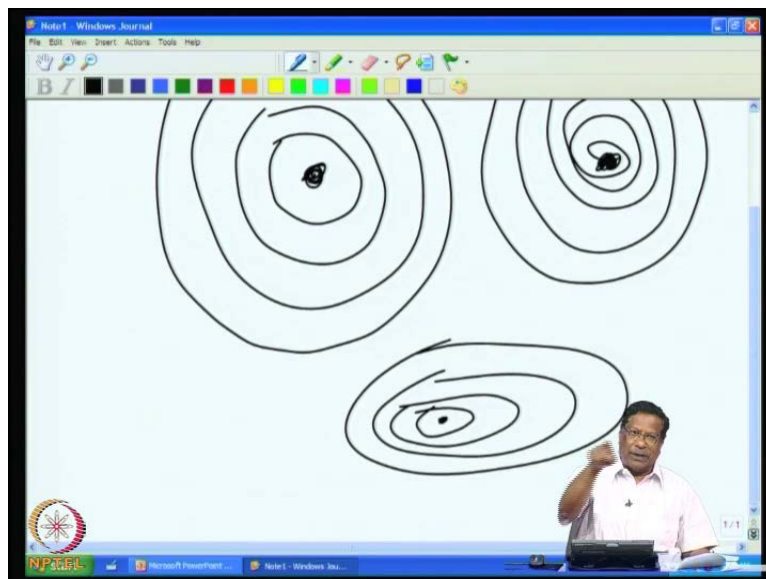 Note1 - Windows Journal
File Edit View Insert Actions Tools Help
B I
1/1
NPTEL
Microsoft PowerPoint ...
Note1 - Windows Jou...